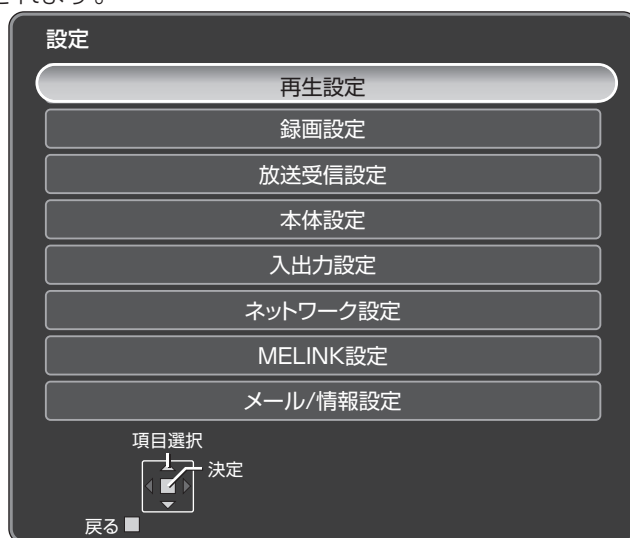 されます。
設定
再生設定
録画設定
放送受信設定
本体設定
入出力設定
ネットワーク設定
MELINK設定
メール/情報設定
項目選択
決定
戻る